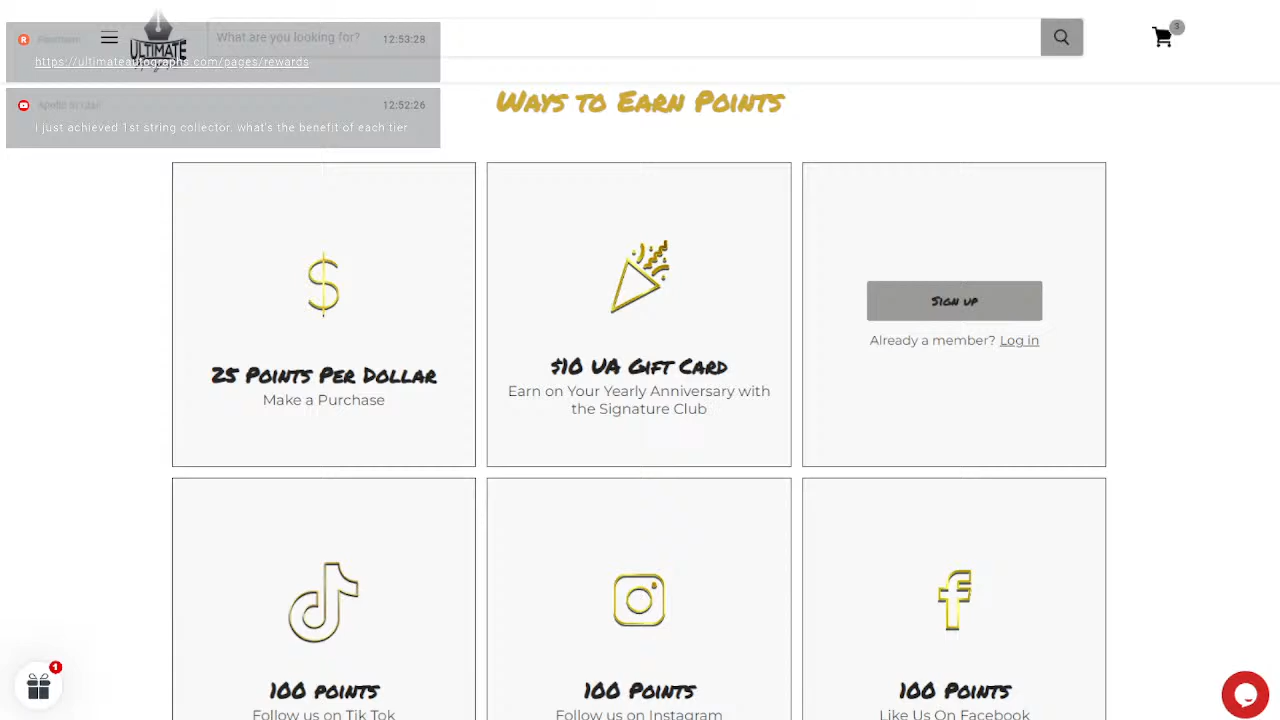 What are you looking for?
3
ULTIMATE
R
12:53:28
https://ultimateautographs.com/pages/rewards
12:52:26
i just achieved 1st string collector. what's the benefit of each tier
Ways to Earn Points
25 Points Per Dollar
Make a Purchase
$10 UA Gift Card
Earn on Your Yearly Anniversary with
the Signature Club
Sign up
Already a member? Log in
100 points
Follow us on Tik Tok
100 Points
Follow us on Instagram
100 Points
Like Us On Facebook
1